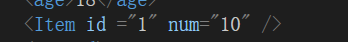 <age>18</age>
<Item id ="1" num="10" />